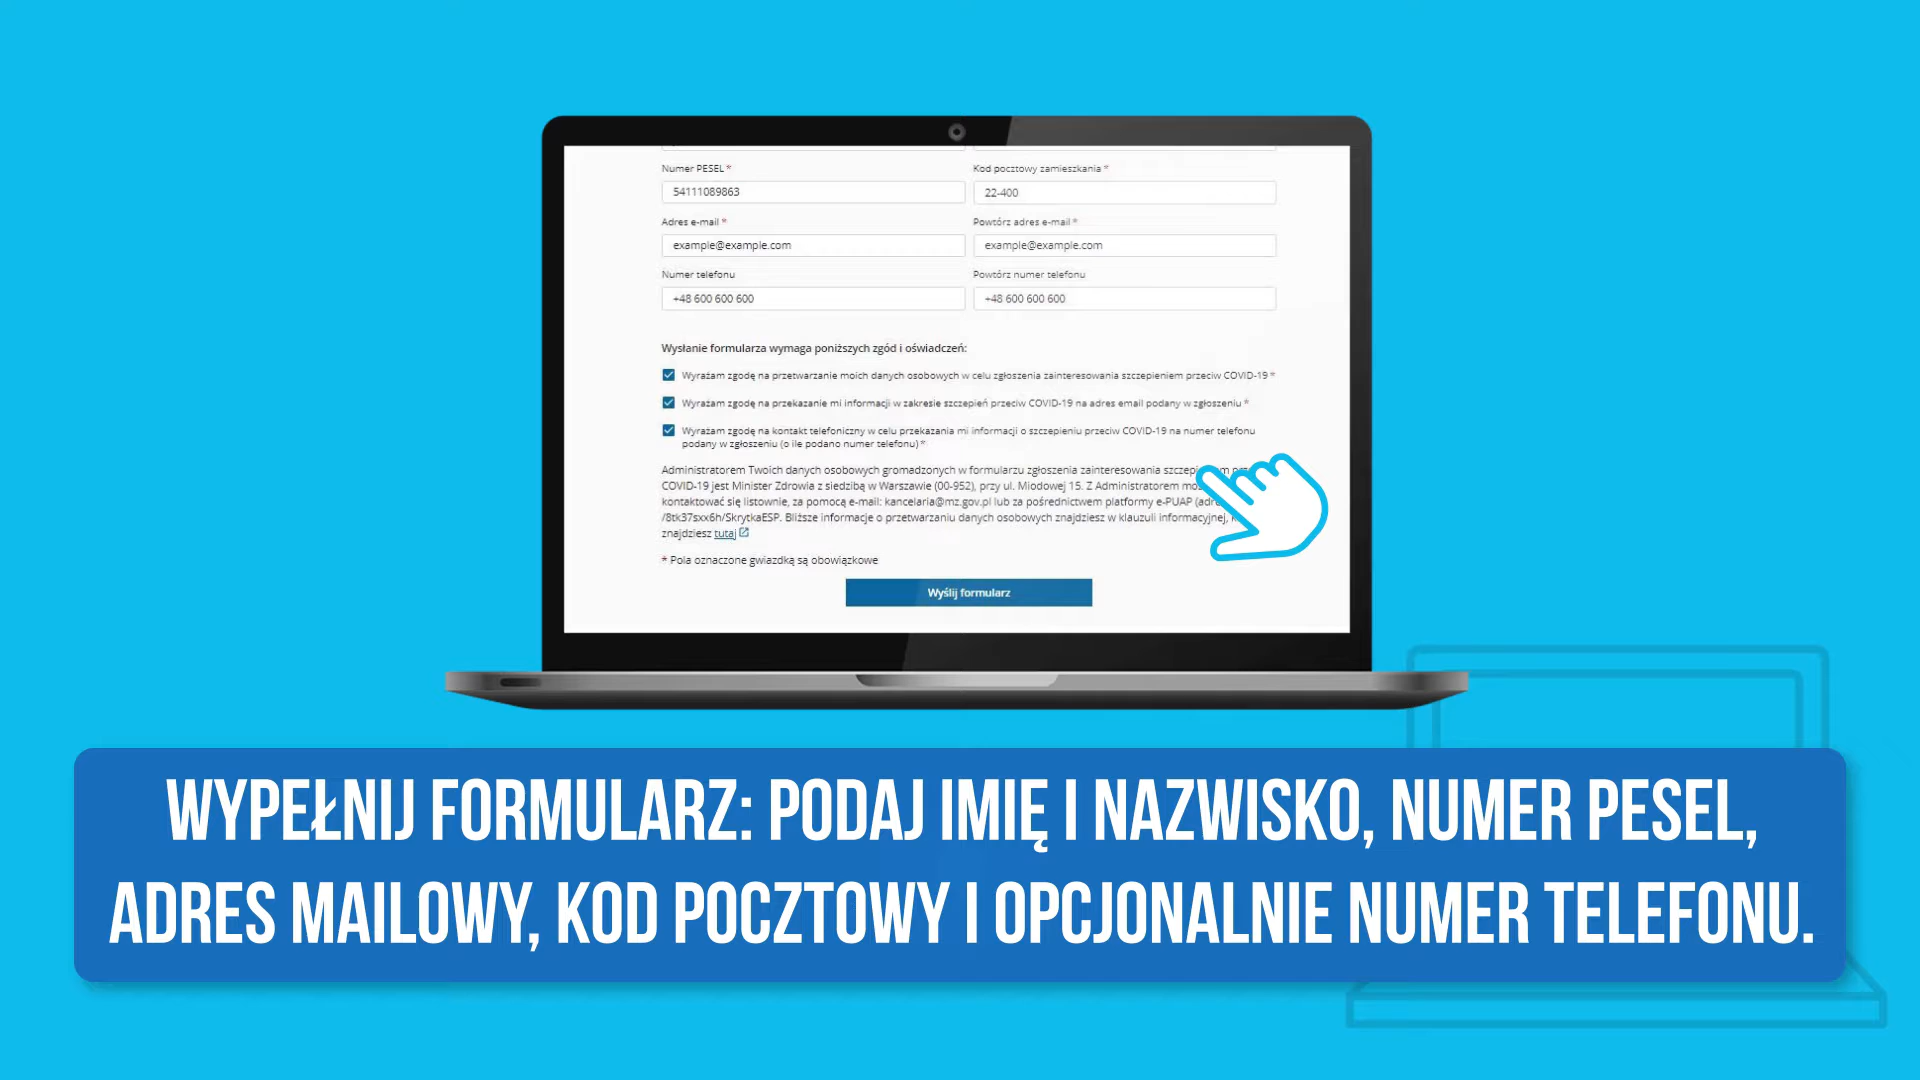 Numer PESEL *
Kod pocztowy zamieszkania *
54111089863
22-400
Adres e-mail *
Powtórz adres e-mail *
example@example.com
example@example.com
Numer telefonu
Powtórz numer telefonu
+48 600 600 600
+48 600 600 600
Wysłanie formularza wymaga poniższych zgód i oświadczeń:
Wyrażam zgodę na przetwarzanie moich danych osobowych w celu zgłoszenia zainteresowania szczepieniem przeciw COVID-19 *
Wyrażam zgodę na przekazanie mi informacji w zakresie szczepień przeciw COVID-19 na adres email podany w zgłoszeniu *
Wyrażam zgodę na kontakt telefoniczny w celu przekazania mi informacji o szczepieniu przeciw COVID-19 na numer telefonu
podany w zgłoszeniu (o ile podano numer telefonu) *
Administratorem Twoich danych osobowych gromadzonych w formularzu zgłoszenia zainteresowania
COVID-19 jest Minister Zdrowia z siedzibą w Warszawie (00-952), przy ul. Miodowej 15. Z Administratorem
kontaktować się listownie, za pomocą e-mail: kancelaria@mz.gov.pl lub za pośrednictwem platformy e-PUAP
/8tk37sxx6h/SkrytkaESP. Bliższe informacje o przetwarzaniu danych osobowych znajdziesz w klauzuli informacyjnej,
znajdziesz tutaj
* Pola oznaczone gwiazdką są obowiązkowe
Wyślij formularz
WYPEŁNIJ FORMULARZ: PODAJ IMIĘ I NAZWISKO, NUMER PESEL,
ADRES MAILOWY, KOD POCZTOWY I OPCJONALNIE NUMER TELEFONU.